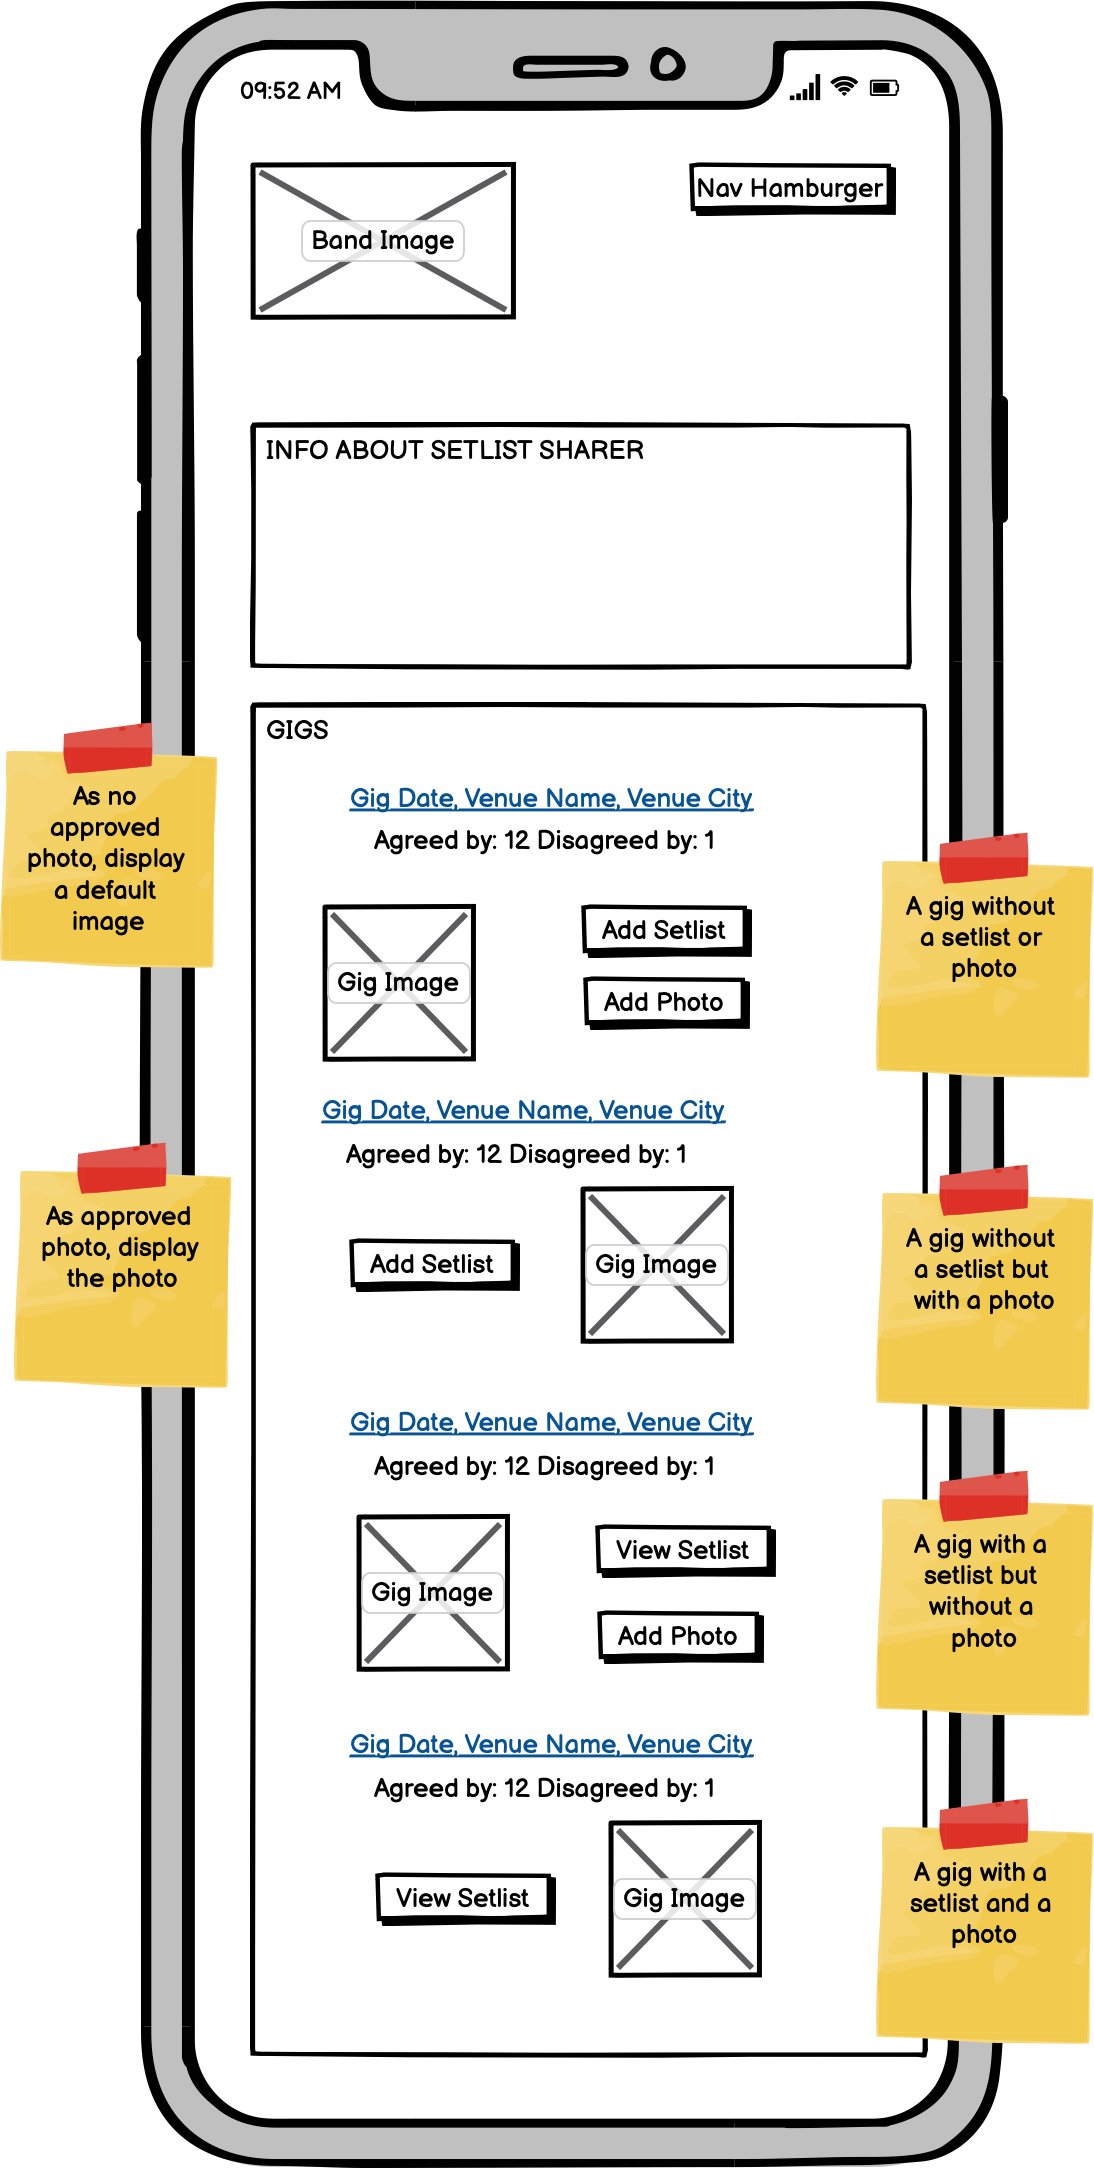 09:52 AM
Band Image
Nav Hamburger
INFO ABOUT SETLIST SHARER
GIGS
As no
approved
photo, display
a default
image
Gig Date, Venue Name, Venue City
Agreed by: 12 Disagreed by: 1
Gig Image
Add Setlist
Add Photo
A gig without
a setlist or
photo
Gig Date, Venue Name, Venue City
Agreed by: 12 Disagreed by: 1
As approved
photo, display
the photo
Add Setlist
Gig Image
A gig without
a setlist but
with a photo
Gig Date, Venue Name, Venue City
Agreed by: 12 Disagreed by: 1
Gig Image
View Setlist
Add Photo
A gig with a
setlist but
without a
photo
Gig Date, Venue Name, Venue City
Agreed by: 12 Disagreed by: 1
View Setlist
Gig Image
A gig with a
setlist and a
photo